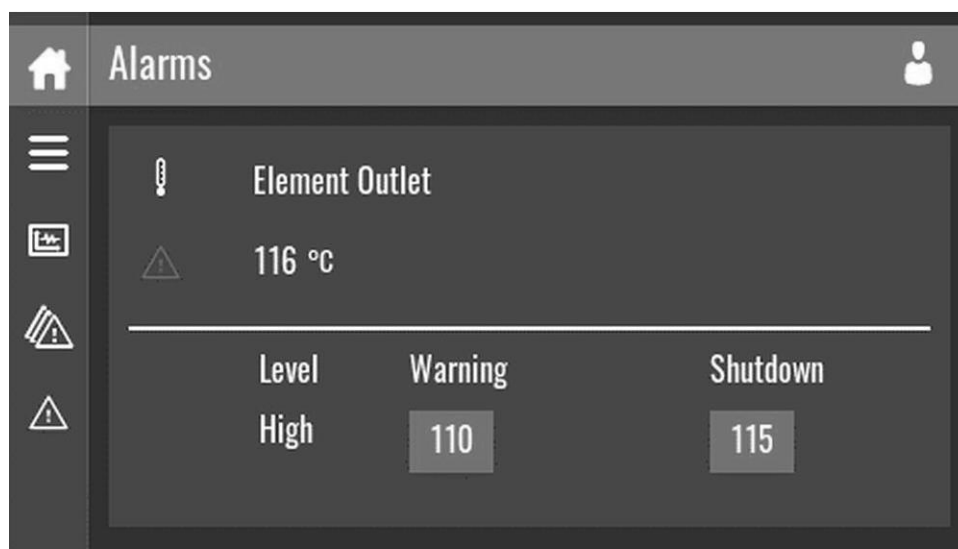 Alarms
Element Outlet
116 °C
Level Warning Shutdown
High 110 115